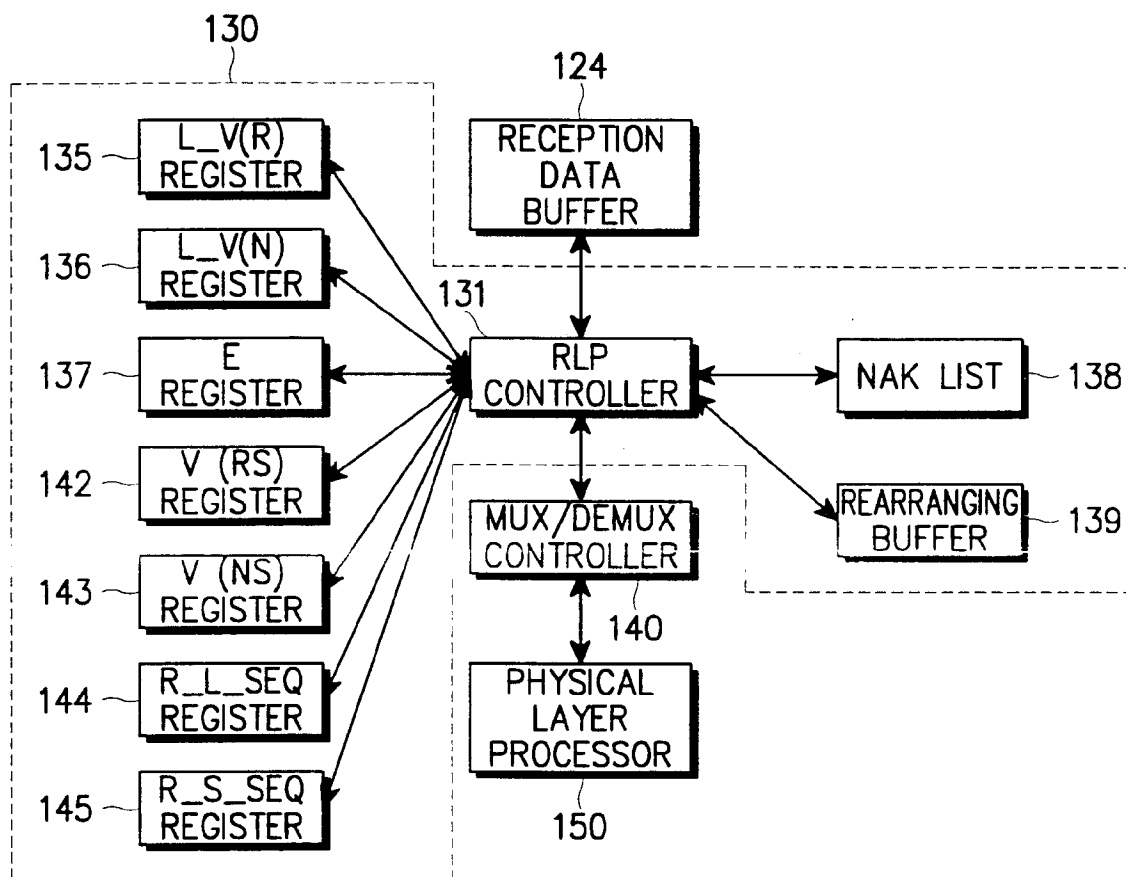 130
124
135
L_V(R)
REGISTER
RECEPTION
DATA
BUFFER
136
L_V(N)
REGISTER
131
137
E
REGISTER
RLP
CONTROLLER
NAK LIST
138
142
V (RS)
REGISTER
MUX/DEMUX
CONTROLLER
REARRANGING
BUFFER
139
143
V (NS)
REGISTER
140
144
R_L_SEQ
REGISTER
PHYSICAL
LAYER
PROCESSOR
145
R_S_SEQ
REGISTER
150